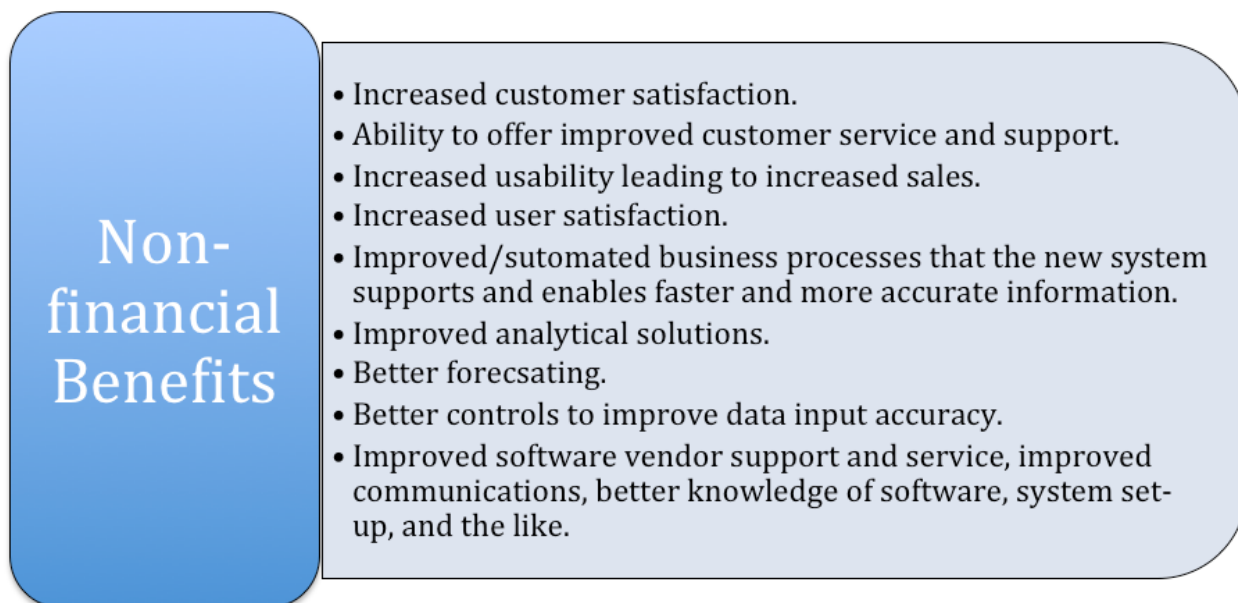 Non-
financial
Benefits
• Increased customer satisfaction.
• Ability to offer improved customer service and support.
• Increased usability leading to increased sales.
• Increased user satisfaction.
• Improved/sutomated business processes that the new system
supports and enables faster and more accurate information.
• Improved analytical solutions.
• Better forecsating.
• Better controls to improve data input accuracy.
• Improved software vendor support and service, improved
communications, better knowledge of software, system set-
up, and the like.